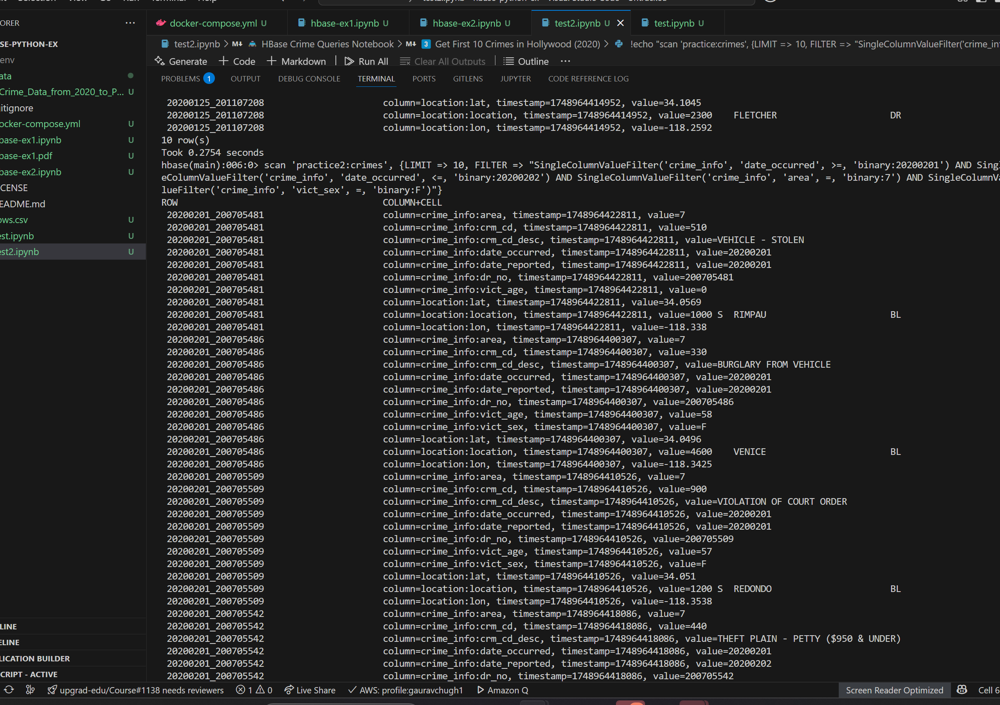 test2.ipynb - hbase-python-ex - Visual Studio Code - Untracked
ORER ···
docker-compose.yml U
hbase-ex1.ipynb U
hbase-ex2.ipynb U
test2.ipynb U
test.ipynb U
SE-PYTHON-EX
test2.ipynb > M↓ HBase Crime Queries Notebook > M↓ 3 Get First 10 Crimes in Hollywood (2020) > !echo "scan 'practice:crimes', {LIMIT => 10, FILTER => "SingleColumnValueFilter('crime_in
env
Generate + Code + Markdown | Run All Clear All Outputs | Outline ···
ata
PROBLEMS 1 OUTPUT DEBUG CONSOLE TERMINAL PORTS GITLENS JUPYTER CODE REFERENCE LOG
Crime_Data_from_2020_to_P... U
itignore
ocker-compose.yml U
base-ex1.ipynb U
base-ex1.pdf U
base-ex2.ipynb U
CENSE
EADME.md
ows.csv U
est.ipynb U
est2.ipynb U
20200125_201107208 column=location:lat, timestamp=1748964414952, value=34.1045
20200125_201107208 column=location:location, timestamp=1748964414952, value=2300 FLETCHER DR
20200125_201107208 column=location:lon, timestamp=1748964414952, value=-118.2592
10 row(s)
Took 0.2754 seconds
hbase(main):006:0> scan 'practice2:crimes', {LIMIT => 10, FILTER => "SingleColumnValueFilter('crime_info', 'date_occurred', >=, 'binary:20200201') AND Singl
eColumnValueFilter('crime_info', 'date_occurred', <=, 'binary:20200202') AND SingleColumnValueFilter('crime_info', 'area', =, 'binary:7') AND SingleColumnVa
lueFilter('crime_info', 'vict_sex', =, 'binary:F')"}
ROW COLUMN+CELL
20200201_200705481 column=crime_info:area, timestamp=1748964422811, value=7
20200201_200705481 column=crime_info:crm_cd, timestamp=1748964422811, value=510
20200201_200705481 column=crime_info:crm_cd_desc, timestamp=1748964422811, value=VEHICLE - STOLEN
20200201_200705481 column=crime_info:date_occurred, timestamp=1748964422811, value=20200201
20200201_200705481 column=crime_info:date_reported, timestamp=1748964422811, value=20200201
20200201_200705481 column=crime_info:dr_no, timestamp=1748964422811, value=200705481
20200201_200705481 column=crime_info:vict_age, timestamp=1748964422811, value=0
20200201_200705481 column=location:lat, timestamp=1748964422811, value=34.0569
20200201_200705481 column=location:location, timestamp=1748964422811, value=1000 S RIMPAU BL
20200201_200705481 column=location:lon, timestamp=1748964422811, value=-118.338
20200201_200705486 column=crime_info:area, timestamp=1748964400307, value=7
20200201_200705486 column=crime_info:crm_cd, timestamp=1748964400307, value=330
20200201_200705486 column=crime_info:crm_cd_desc, timestamp=1748964400307, value=BURGLARY FROM VEHICLE
20200201_200705486 column=crime_info:date_occurred, timestamp=1748964400307, value=20200201
20200201_200705486 column=crime_info:date_reported, timestamp=1748964400307, value=20200201
20200201_200705486 column=crime_info:dr_no, timestamp=1748964400307, value=200705486
20200201_200705486 column=crime_info:vict_age, timestamp=1748964400307, value=58
20200201_200705486 column=crime_info:vict_sex, timestamp=1748964400307, value=F
20200201_200705486 column=location:lat, timestamp=1748964400307, value=34.0496
20200201_200705486 column=location:location, timestamp=1748964400307, value=4600 VENICE BL
20200201_200705486 column=location:lon, timestamp=1748964400307, value=-118.3425
20200201_200705509 column=crime_info:area, timestamp=1748964410526, value=7
20200201_200705509 column=crime_info:crm_cd, timestamp=1748964410526, value=900
20200201_200705509 column=crime_info:crm_cd_desc, timestamp=1748964410526, value=VIOLATION OF COURT ORDER
20200201_200705509 column=crime_info:date_occurred, timestamp=1748964410526, value=20200201
20200201_200705509 column=crime_info:date_reported, timestamp=1748964410526, value=20200201
20200201_200705509 column=crime_info:dr_no, timestamp=1748964410526, value=200705509
20200201_200705509 column=crime_info:vict_age, timestamp=1748964410526, value=57
20200201_200705509 column=crime_info:vict_sex, timestamp=1748964410526, value=F
20200201_200705509 column=location:lat, timestamp=1748964410526, value=34.051
20200201_200705509 column=location:location, timestamp=1748964410526, value=1200 S REDONDO BL
20200201_200705509 column=location:lon, timestamp=1748964410526, value=-118.3538
20200201_200705542 column=crime_info:area, timestamp=1748964418086, value=7
20200201_200705542 column=crime_info:crm_cd, timestamp=1748964418086, value=440
20200201_200705542 column=crime_info:crm_cd_desc, timestamp=1748964418086, value=THEFT PLAIN - PETTY ($950 & UNDER)
20200201_200705542 column=crime_info:date_occurred, timestamp=1748964418086, value=20200201
20200201_200705542 column=crime_info:date_reported, timestamp=1748964418086, value=20200202
20200201_200705542 column=crime_info:dr_no, timestamp=1748964418086, value=200705542
LINE
ELINE
LICATION BUILDER
CRIPT - ACTIVE
upgrad-edu/Course#1138 needs reviewers 1 0 Live Share AWS: profile:gauravchugh1 Amazon Q Screen Reader Optimized Cell 6